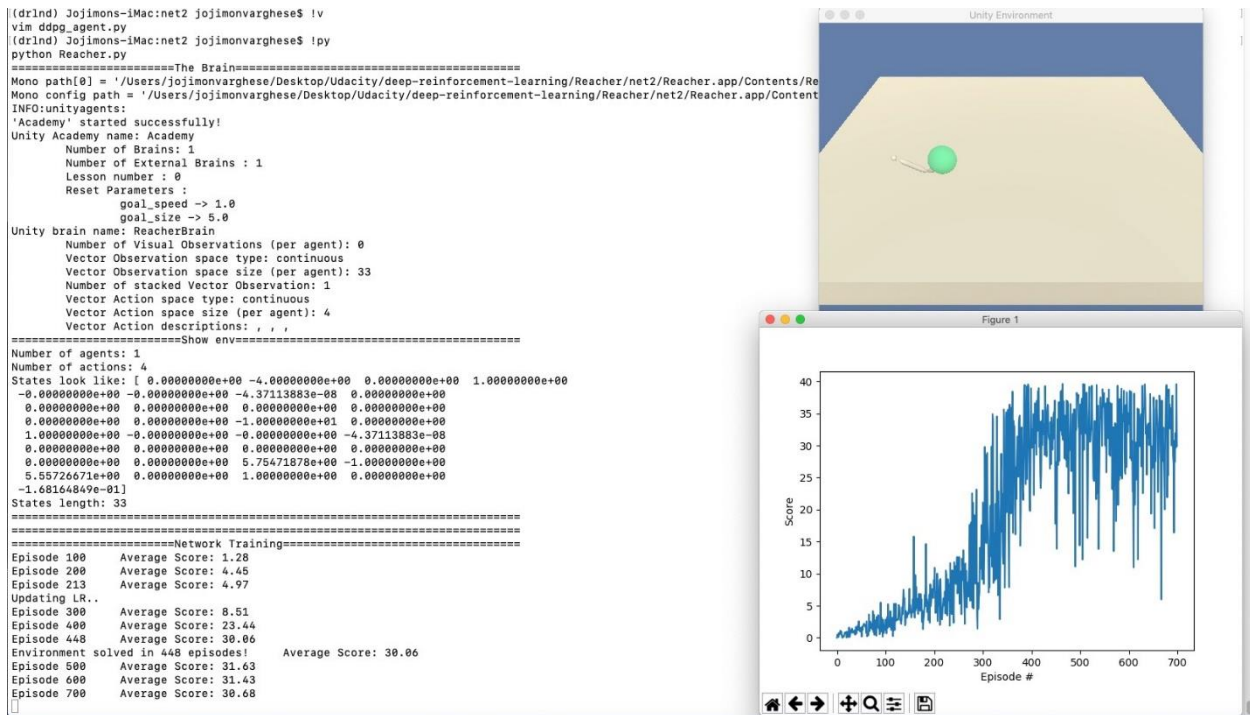 (drlnd) Jojimons-iMac:net2 jojimonvarghese$ !v
vim ddpg_agent.py
(drlnd) Jojimons-iMac:net2 jojimonvarghese$ !py
python Reacher.py
========================The Brain==========================================
Mono path[0] = '/Users/jojimonvarghese/Desktop/Udacity/deep-reinforcement-learning/Reacher/net2/Reacher.app/Contents/Re
Mono config path = '/Users/jojimonvarghese/Desktop/Udacity/deep-reinforcement-learning/Reacher/net2/Reacher.app/Content
INFO:unityagents:
'Academy' started successfully!
Unity Academy name: Academy
Number of Brains: 1
Number of External Brains : 1
Lesson number : 0
Reset Parameters :
goal_speed -> 1.0
goal_size -> 5.0
Unity brain name: ReacherBrain
Number of Visual Observations (per agent): 0
Vector Observation space type: continuous
Vector Observation space size (per agent): 33
Number of stacked Vector Observation: 1
Vector Action space type: continuous
Vector Action space size (per agent): 4
Vector Action descriptions: , , ,
=========================Show env==========================================
Number of agents: 1
Number of actions: 4
States look like: [ 0.00000000e+00 -4.00000000e+00 0.00000000e+00 1.00000000e+00
-0.00000000e+00 -0.00000000e+00 -4.37113883e-08 0.00000000e+00
0.00000000e+00 0.00000000e+00 0.00000000e+00 0.00000000e+00
0.00000000e+00 0.00000000e+00 -1.00000000e+01 0.00000000e+00
1.00000000e+00 -0.00000000e+00 -0.00000000e+00 -4.37113883e-08
0.00000000e+00 0.00000000e+00 0.00000000e+00 0.00000000e+00
0.00000000e+00 0.00000000e+00 5.75471878e+00 -1.00000000e+00
5.55726671e+00 0.00000000e+00 1.00000000e+00 0.00000000e+00
-1.68164849e-01]
States length: 33
===========================================================================
===========================================================================
========================Network Training===================================
Episode 100 Average Score: 1.28
Episode 200 Average Score: 4.45
Episode 213 Average Score: 4.97
Updating LR..
Episode 300 Average Score: 8.51
Episode 400 Average Score: 23.44
Episode 448 Average Score: 30.06
Environment solved in 448 episodes! Average Score: 30.06
Episode 500 Average Score: 31.63
Episode 600 Average Score: 31.43
Episode 700 Average Score: 30.68
Unity Environment
Figure 1
40
35
30
25
20
15
10
5
0
Score
0 100 200 300 400 500 600 700
Episode #